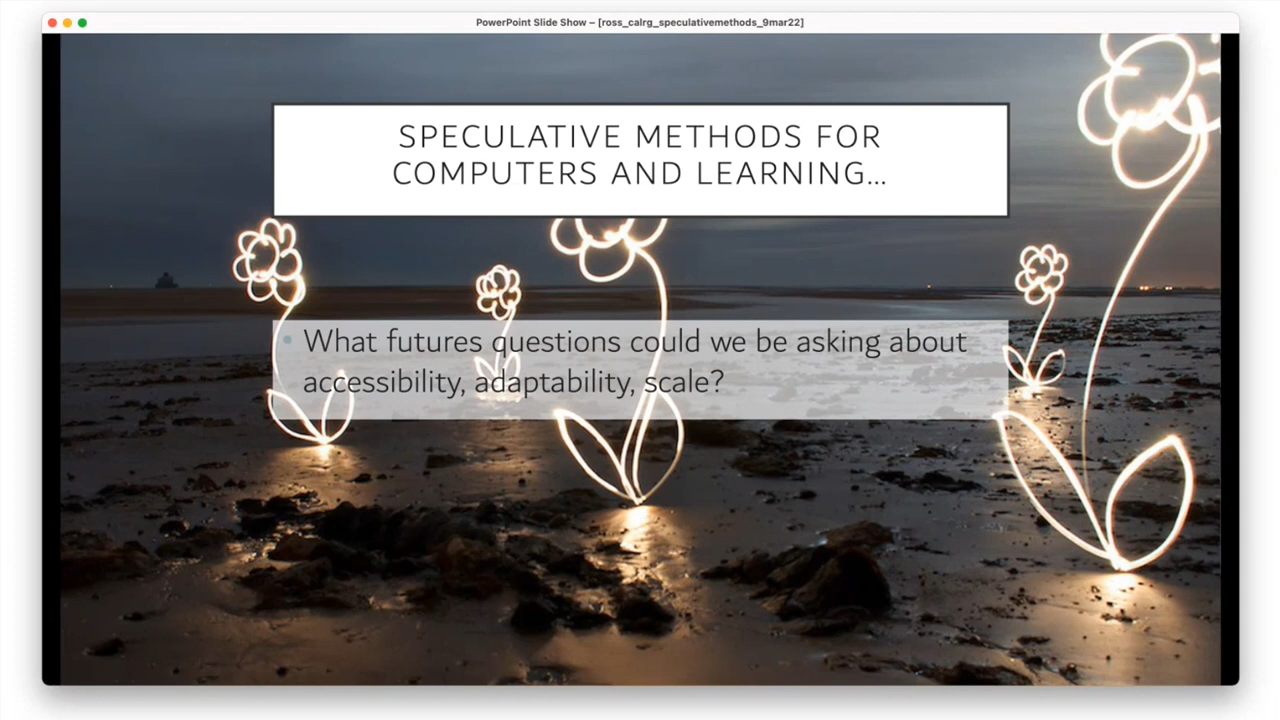 PowerPoint Slide Show – [ross_calrg_speculativemethods_9mar22]
SPECULATIVE METHODS FOR
COMPUTERS AND LEARNING...
What futures questions could we be asking about
accessibility, adaptability, scale?